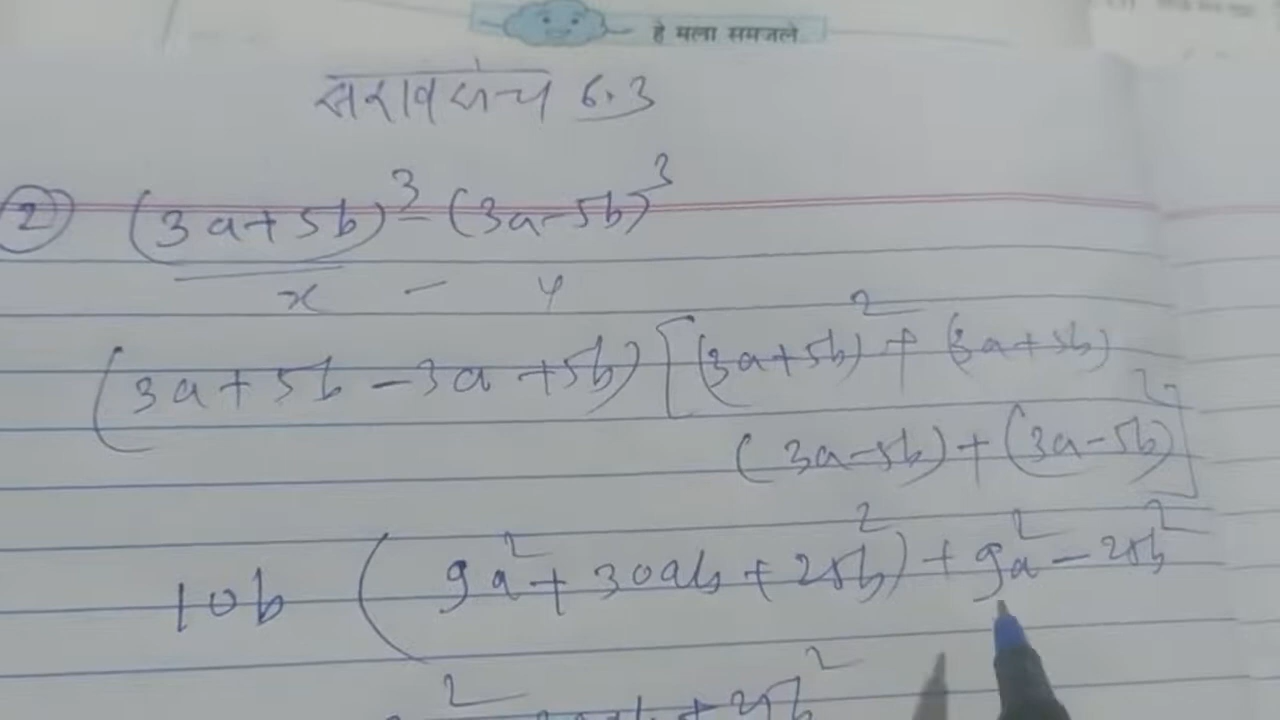 हे मला समजले
सरावसंच 6.3
② (3a+5b)³ - (3a-5b)³
x - y
(3a+5b-3a+5b) [(3a+5b)² + (3a+5b)
(3a-5b) + (3a-5b)²]
10b (9a²+30ab+25b²) + 9a²-25b²